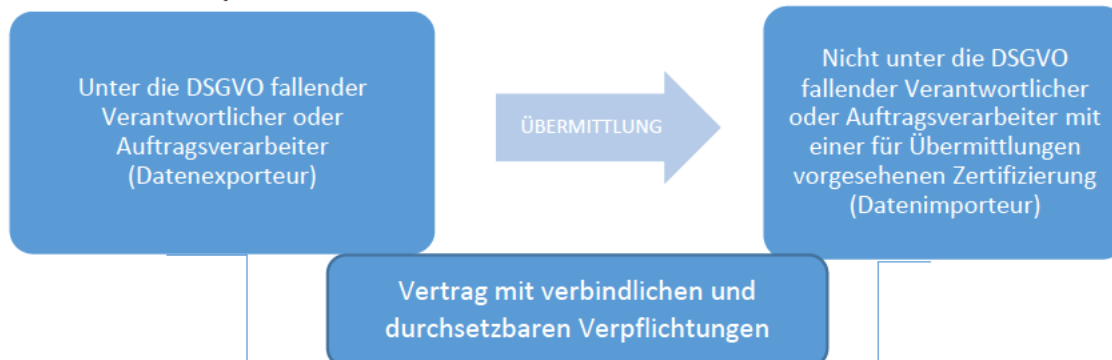 Unter die DSGVO fallender
Verantwortlicher oder
Auftragsverarbeiter
(Datenexporteur)
ÜBERMITTLUNG
Nicht unter die DSGVO
fallender Verantwortlicher
oder Auftragsverarbeiter mit
einer für Übermittlungen
vorgesehenen Zertifizierung
(Datenimporteur)
Vertrag mit verbindlichen und
durchsetzbaren Verpflichtungen